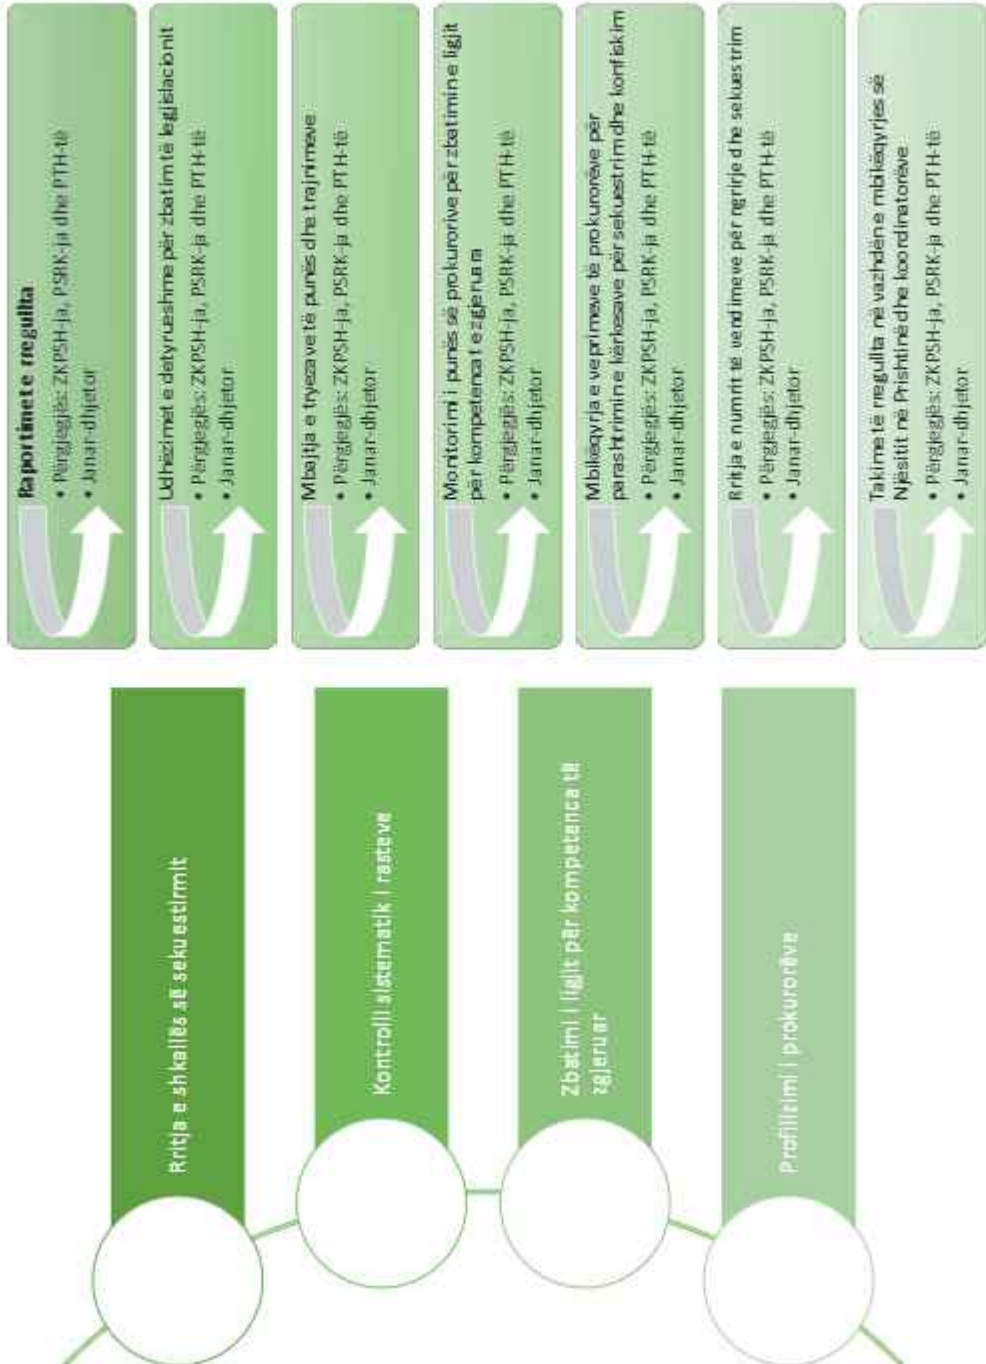 Rritja e shkallës së sekuestirmit
Kontrolli sistematik i rasteve
Zbatimi i ligjit për kompetenca të
zgjeruar
Profilizimi i prokurorëve
Raportimet e rregullta
• Përgjegjës: ZKPSH-ja, PSRK-ja dhe PTH-të
• Janar-dhjetor
Udhëzimet e detyrueshme për zbatim të legjislacionit
• Përgjegjës: ZKPSH-ja, PSRK-ja dhe PTH-të
• Janar-dhjetor
Mbajtja e tryezave të punës dhe trajnimeve
• Përgjegjës: ZKPSH-ja, PSRK-ja dhe PTH-të
• Janar-dhjetor
Monitorimi i punës së prokurorive për zbatimin e ligjit
për kompetencat e zgjeruara
• Përgjegjës: ZKPSH-ja, PSRK-ja dhe PTH-të
• Janar-dhjetor
Mbikëqyrja e veprimeve të prokurorëve për
parashtrimin e kërkesave për sekuestrim dhe konfiskim
• Përgjegjës: ZKPSH-ja, PSRK-ja dhe PTH-të
• Janar-dhjetor
Rritja e numrit të vendimeve për ngrirje dhe sekuestrim
• Përgjegjës: ZKPSH-ja, PSRK-ja dhe PTH-të
• Janar-dhjetor
Takime të rregullta në vazhdën e mbikëqyrjes së
Njësitit në Prishtinë dhe koordinatorëve
• Përgjegjës: ZKPSH-ja, PSRK-ja dhe PTH-të
• Janar-dhjetor